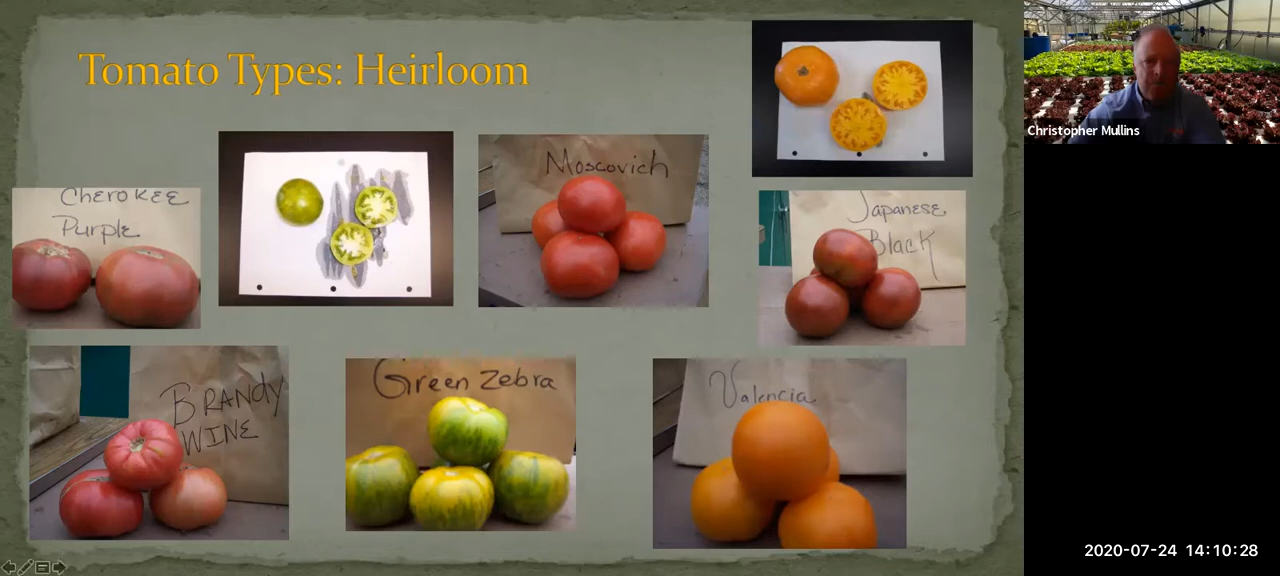 Tomato Types: Heirloom
Christopher Mullins
Cherokee
Purple
Moscovich
Japanese
Black
BRANDY
WINE
Green Zebra
Valencia
2020-07-24 14:10:28